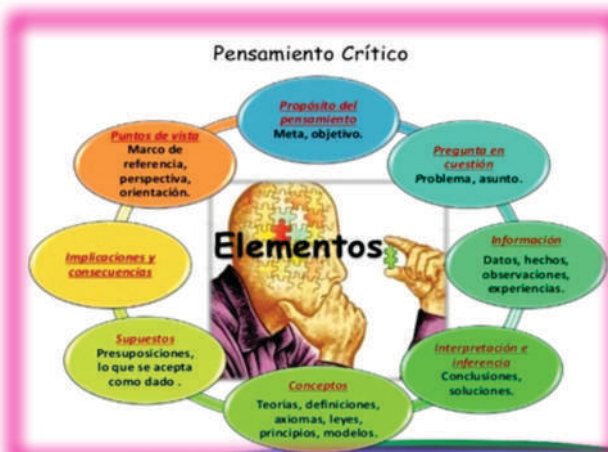 Pensamiento Crítico
Propósito del
pensamiento
Meta, objetivo.
Pregunta en
cuestión
Problema, asunto.
Información
Datos, hechos,
observaciones,
experiencias.
Interpretación e
inferencia
Conclusiones,
soluciones.
Conceptos
Teorías, definiciones,
axiomas, leyes,
principios, modelos.
Supuestos
Presuposiciones,
lo que se acepta
como dado .
Implicaciones y
consecuencias
Puntos de vista
Marco de
referencia,
perspectiva,
orientación.
Elementos